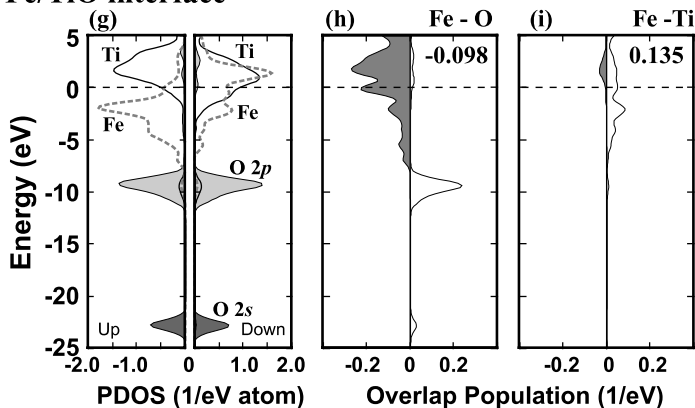 Fe/TiO interface
(g)
(h) Fe - O
(i) Fe -Ti
5
0
-5
-10
-15
-20
-25
Energy (eV)
Ti
Ti
Fe
Fe
O 2p
O 2s
Up
Down
-0.098
0.135
-2.0 -1.0 0 1.0 2.0
-0.2 0 0.2
-0.2 0 0.2
PDOS (1/eV atom)
Overlap Population (1/eV)